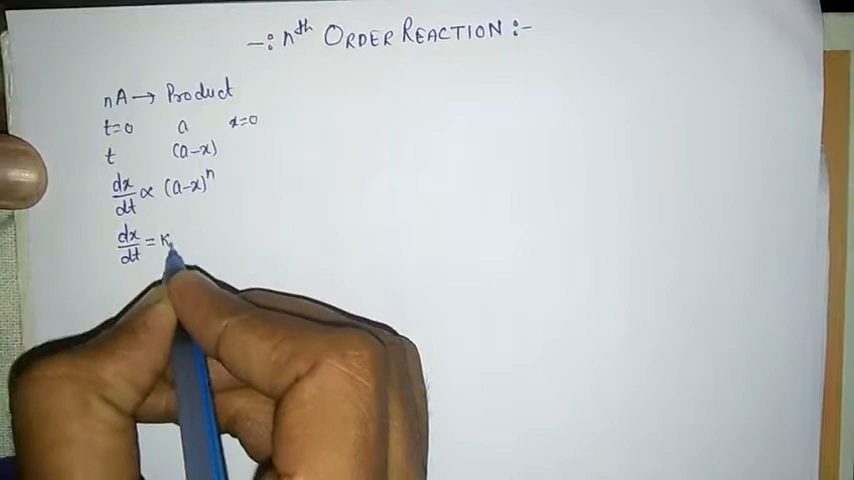 -: nth ORDER REACTION :-
nA → Product
t=0 a x=0
t (a-x)
dx/dt ∝ (a-x)^n
dx/dt = K